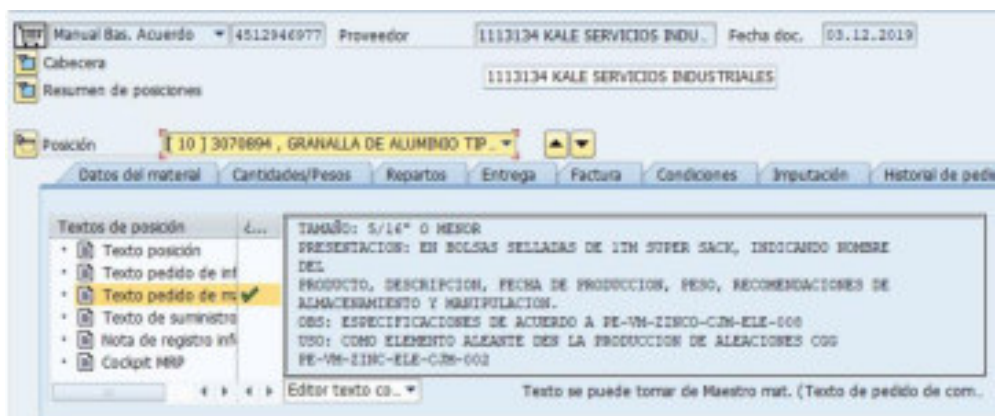 Manual Bas. Acuerdo 4512946977 Proveedor 1113134 KALE SERVICIOS INDU.. Fecha doc. 03.12.2019
Cabecera
1113134 KALE SERVICIOS INDUSTRIALES
Resumen de posiciones
Posición [ 10 ] 3070894 , GRANALLA DE ALUMINIO TIP..
Datos del material Cantidades/Pesos Repartos Entrega Factura Condiciones Imputación Historial de pedi
Textos de posición ¿...
Texto posición
Texto pedido de inf
Texto pedido de ma
Texto de suministro
Nota de registro inf
Cockpit MRP
TAMAÑO: 5/16" O MENOR
PRESENTACION: EN BOLSAS SELLADAS DE 1TM SUPER SACK, INDICANDO NOMBRE
DEL
PRODUCTO, DESCRIPCION, FECHA DE PRODUCCION, PESO, RECOMENDACIONES DE
ALMACENAMIENTO Y MANIPULACION.
OBS: ESPECIFICACIONES DE ACUERDO A PE-VM-ZINCO-CJM-ELE-008
USO: COMO ELEMENTO ALEANTE DEN LA PRODUCCION DE ALEACIONES CGG
PE-VM-ZINC-ELE-CJM-002
Editor texto co.. Texto se puede tomar de Maestro mat. (Texto de pedido de com..